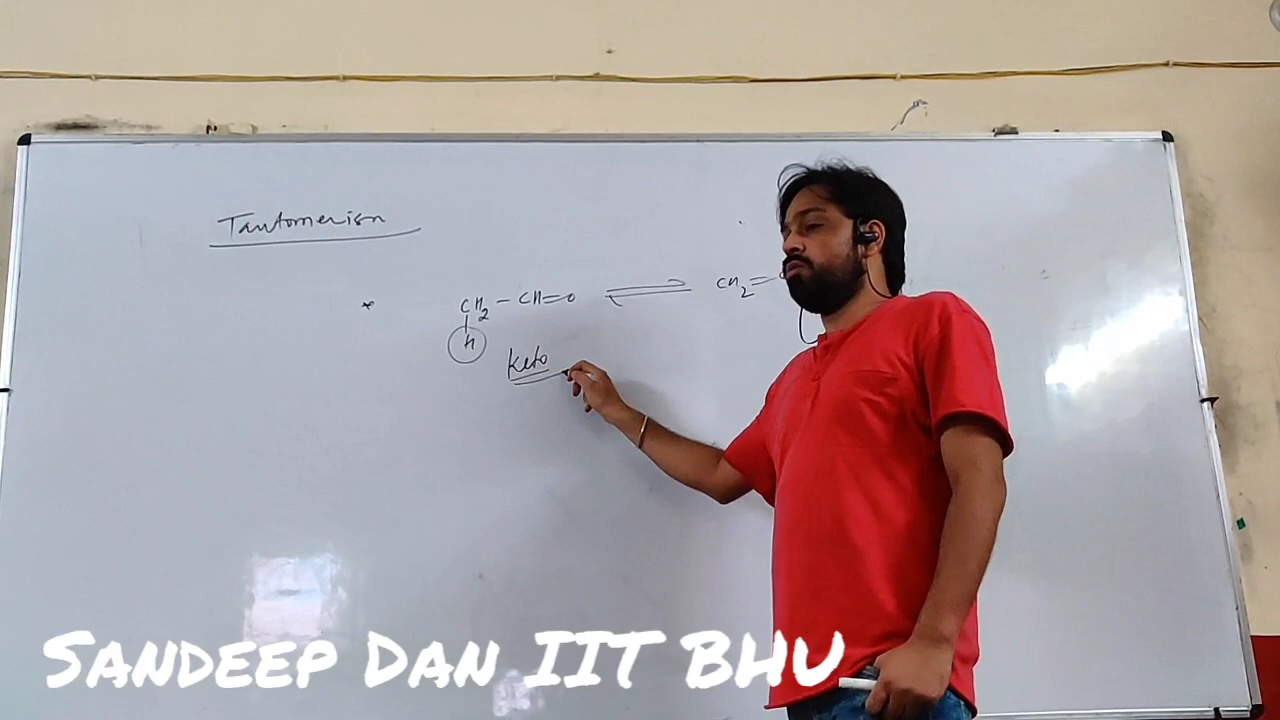 Tautomerism
* CH2 - CH=O ⇌ CH2=
H
Keto
SANDEEP DAN IIT BHU